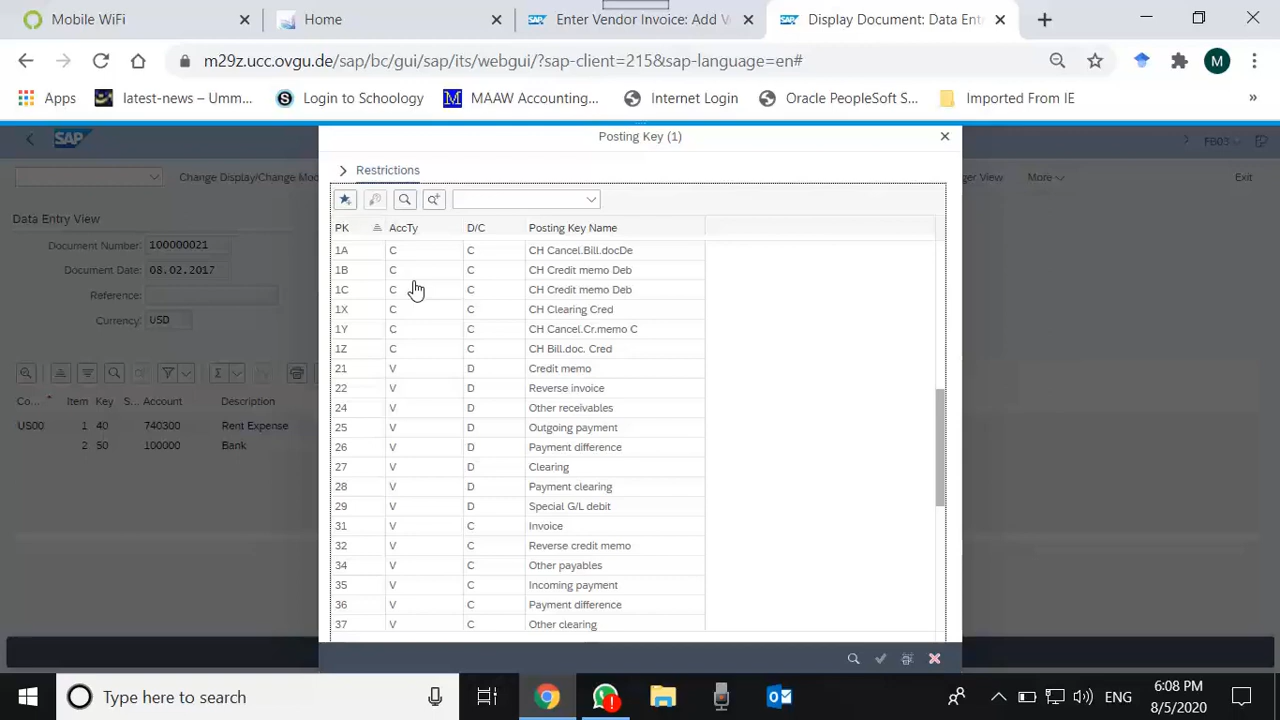 Mobile WiFi
Home
Enter Vendor Invoice: Add V
Display Document: Data Ent
m29z.ucc.ovgu.de/sap/bc/gui/sap/its/webgui/?sap-client=215&sap-language=en#
M
Apps
latest-news – Umm...
Login to Schoology
MAAW Accounting...
Internet Login
Oracle PeopleSoft S...
Imported From IE
»
Posting Key (1)
SAP
FB03
Restrictions
Change Display/Change Mod
ger View
More
Exit
Data Entry View
Document Number: 100000021
Document Date: 08.02.2017
Reference:
Currency: USD
Co... Item Key S... Account Description
US00 1 40 740300 Rent Expense
2 50 100000 Bank
PK AccTy D/C Posting Key Name
1A C C CH Cancel.Bill.docDe
1B C C CH Credit memo Deb
1C C C CH Credit memo Deb
1X C C CH Clearing Cred
1Y C C CH Cancel.Cr.memo C
1Z C C CH Bill.doc. Cred
21 V D Credit memo
22 V D Reverse invoice
24 V D Other receivables
25 V D Outgoing payment
26 V D Payment difference
27 V D Clearing
28 V D Payment clearing
29 V D Special G/L debit
31 V C Invoice
32 V C Reverse credit memo
34 V C Other payables
35 V C Incoming payment
36 V C Payment difference
37 V C Other clearing
Type here to search
ENG
6:08 PM
8/5/2020